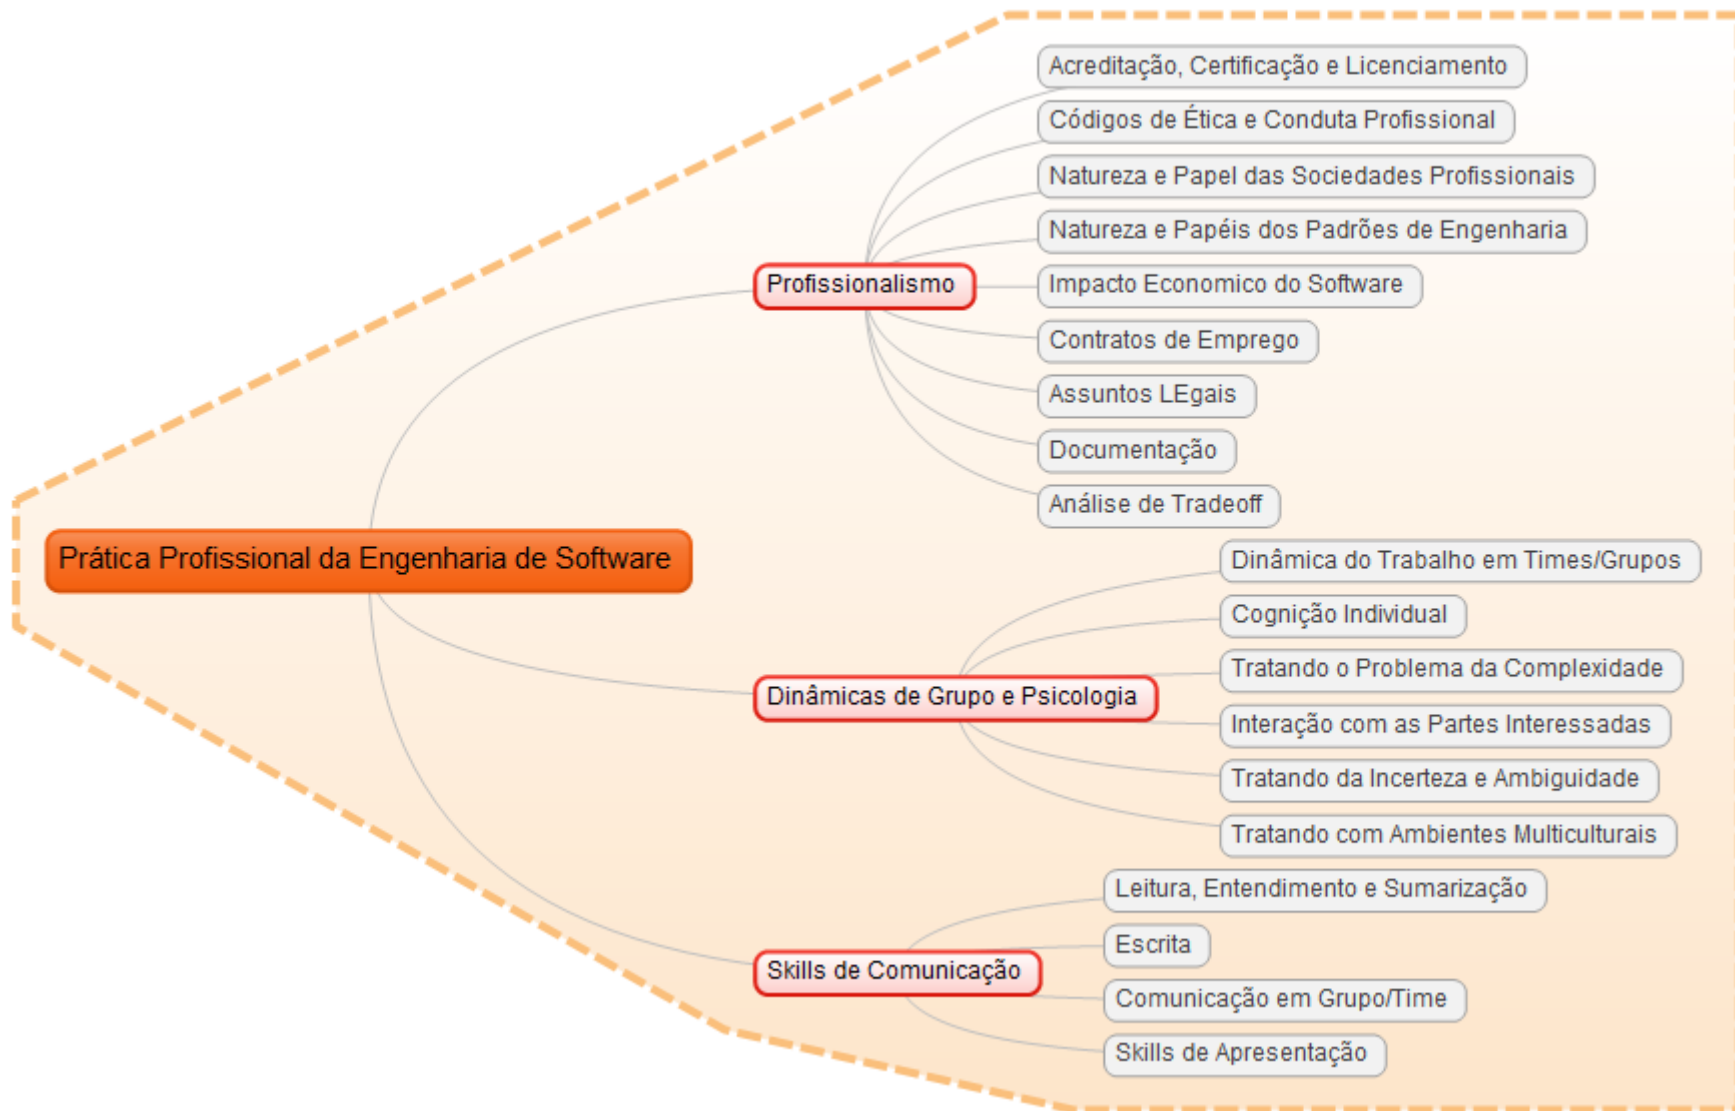 Prática Profissional da Engenharia de Software
Profissionalismo
Acreditação, Certificação e Licenciamento
Códigos de Ética e Conduta Profissional
Natureza e Papel das Sociedades Profissionais
Natureza e Papéis dos Padrões de Engenharia
Impacto Economico do Software
Contratos de Emprego
Assuntos LEgais
Documentação
Análise de Tradeoff
Dinâmicas de Grupo e Psicologia
Dinâmica do Trabalho em Times/Grupos
Cognição Individual
Tratando o Problema da Complexidade
Interação com as Partes Interessadas
Tratando da Incerteza e Ambiguidade
Tratando com Ambientes Multiculturais
Skills de Comunicação
Leitura, Entendimento e Sumarização
Escrita
Comunicação em Grupo/Time
Skills de Apresentação